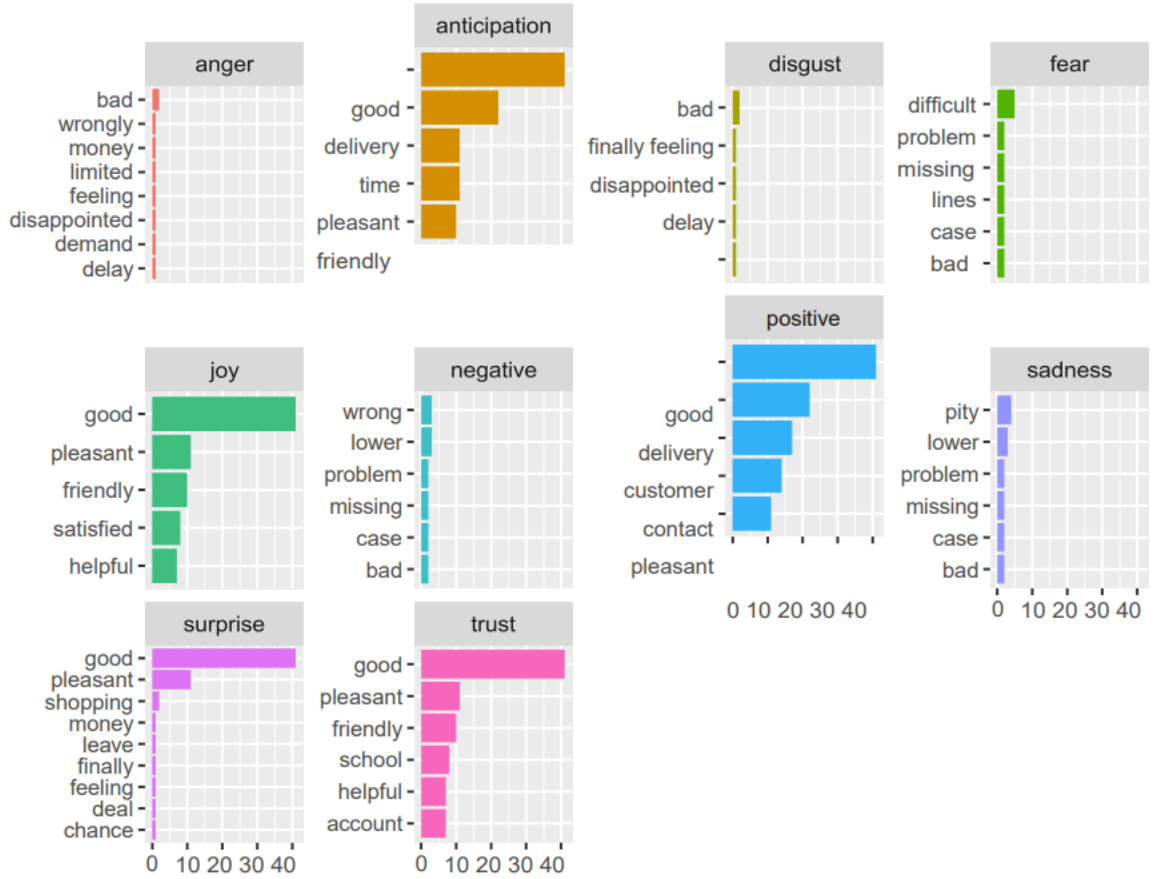 anger
bad
wrongly
money
limited
feeling
disappointed
demand
delay
anticipation
good
delivery
time
pleasant
friendly
disgust
bad
finally feeling
disappointed
delay
fear
difficult
problem
missing
lines
case
bad
joy
good
pleasant
friendly
satisfied
helpful
negative
wrong
lower
problem
missing
case
bad
positive
good
delivery
customer
contact
pleasant
0 10 20 30 40
sadness
pity
lower
problem
missing
case
bad
0 10 20 30 40
surprise
good
pleasant
shopping
money
leave
finally
feeling
deal
chance
0 10 20 30 40
trust
good
pleasant
friendly
school
helpful
account
0 10 20 30 40